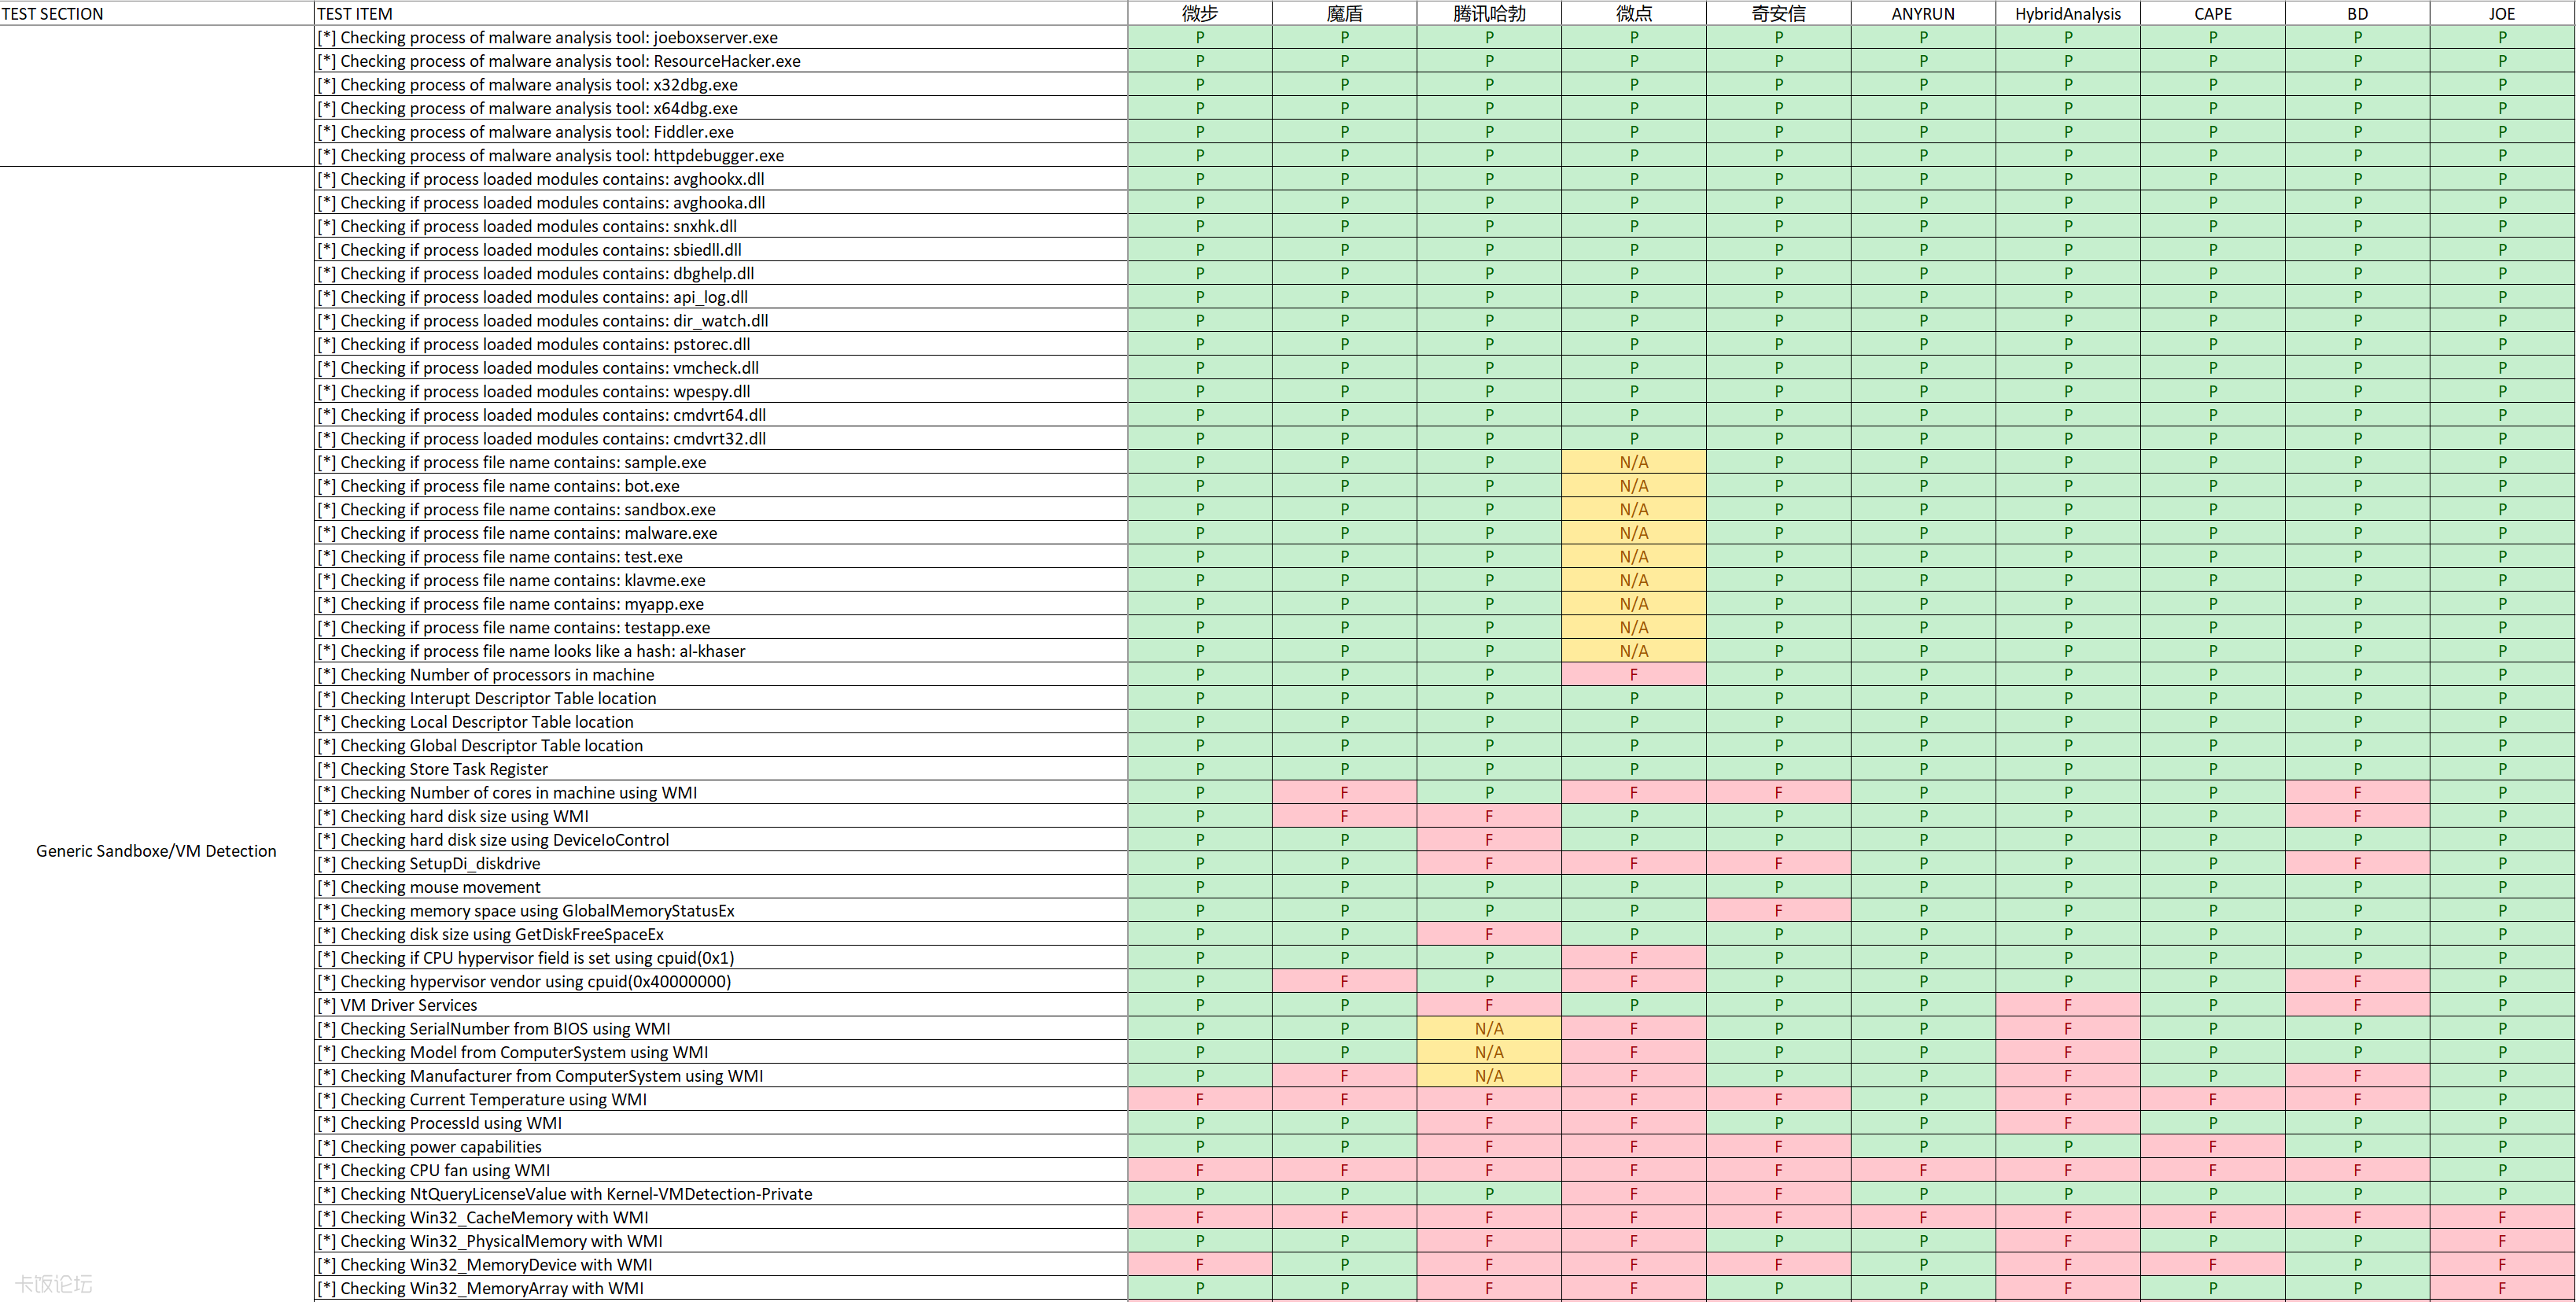 TEST SECTION TEST ITEM 微步 魔盾 腾讯哈勃 微点 奇安信 ANYRUN HybridAnalysis CAPE BD JOE
[*] Checking process of malware analysis tool: joeboxserver.exe P P P P P P P P P P
[*] Checking process of malware analysis tool: ResourceHacker.exe P P P P P P P P P P
[*] Checking process of malware analysis tool: x32dbg.exe P P P P P P P P P P
[*] Checking process of malware analysis tool: x64dbg.exe P P P P P P P P P P
[*] Checking process of malware analysis tool: Fiddler.exe P P P P P P P P P P
[*] Checking process of malware analysis tool: httpdebugger.exe P P P P P P P P P P
[*] Checking if process loaded modules contains: avghookx.dll P P P P P P P P P P
[*] Checking if process loaded modules contains: avghooka.dll P P P P P P P P P P
[*] Checking if process loaded modules contains: snxhk.dll P P P P P P P P P P
[*] Checking if process loaded modules contains: sbiedll.dll P P P P P P P P P P
[*] Checking if process loaded modules contains: dbghelp.dll P P P P P P P P P P
[*] Checking if process loaded modules contains: api_log.dll P P P P P P P P P P
[*] Checking if process loaded modules contains: dir_watch.dll P P P P P P P P P P
[*] Checking if process loaded modules contains: pstorec.dll P P P P P P P P P P
[*] Checking if process loaded modules contains: vmcheck.dll P P P P P P P P P P
[*] Checking if process loaded modules contains: wpespy.dll P P P P P P P P P P
[*] Checking if process loaded modules contains: cmdvrt64.dll P P P P P P P P P P
[*] Checking if process loaded modules contains: cmdvrt32.dll P P P P P P P P P P
[*] Checking if process file name contains: sample.exe P P P N/A P P P P P P
[*] Checking if process file name contains: bot.exe P P P N/A P P P P P P
[*] Checking if process file name contains: sandbox.exe P P P N/A P P P P P P
[*] Checking if process file name contains: malware.exe P P P N/A P P P P P P
[*] Checking if process file name contains: test.exe P P P N/A P P P P P P
[*] Checking if process file name contains: klavme.exe P P P N/A P P P P P P
[*] Checking if process file name contains: myapp.exe P P P N/A P P P P P P
[*] Checking if process file name contains: testapp.exe P P P N/A P P P P P P
[*] Checking if process file name looks like a hash: al-khaser P P P N/A P P P P P P
[*] Checking Number of processors in machine P P P F P P P P P P
[*] Checking Interupt Descriptor Table location P P P P P P P P P P
[*] Checking Local Descriptor Table location P P P P P P P P P P
[*] Checking Global Descriptor Table location P P P P P P P P P P
[*] Checking Store Task Register P P P P P P P P P P
[*] Checking Number of cores in machine using WMI P F P F F P P P F P
[*] Checking hard disk size using WMI P F F P P P P P F P
Generic Sandboxe/VM Detection [*] Checking hard disk size using DeviceIoControl P P F P P P P P P P
[*] Checking SetupDi_diskdrive P P F F F P P P F P
[*] Checking mouse movement P P P P P P P P P P
[*] Checking memory space using GlobalMemoryStatusEx P P P P F P P P P P
[*] Checking disk size using GetDiskFreeSpaceEx P P F P P P P P P P
[*] Checking if CPU hypervisor field is set using cpuid(0x1) P P P F P P P P P P
[*] Checking hypervisor vendor using cpuid(0x40000000) P F P F P P P P F P
[*] VM Driver Services P P F P P P F P F P
[*] Checking SerialNumber from BIOS using WMI P P N/A F P P F P P P
[*] Checking Model from ComputerSystem using WMI P P N/A F P P F P P P
[*] Checking Manufacturer from ComputerSystem using WMI P F N/A F P P F P F P
[*] Checking Current Temperature using WMI F F F F F P F F F P
[*] Checking ProcessId using WMI P P F F P P F P P P
[*] Checking power capabilities P P F F F P P F P P
[*] Checking CPU fan using WMI F F F F F F F F F P
[*] Checking NtQueryLicenseValue with Kernel-VMDetection-Private P P P F F P P P P P
[*] Checking Win32_CacheMemory with WMI F F F F F F F F F F
[*] Checking Win32_PhysicalMemory with WMI P P F F P P F P P F
[*] Checking Win32_MemoryDevice with WMI F P F F F P F F P F
[*] Checking Win32_MemoryArray with WMI P P F F P P F P P F
卡饭论坛